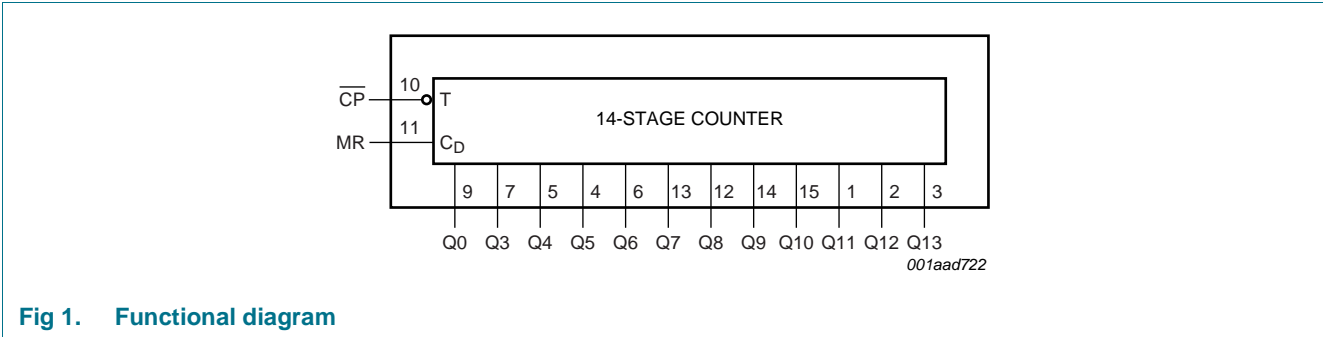 10
CP
T
14-STAGE COUNTER
11
MR
CD
9 7 5 4 6 13 12 14 15 1 2 3
Q0 Q3 Q4 Q5 Q6 Q7 Q8 Q9 Q10 Q11 Q12 Q13
001aad722
Fig 1. Functional diagram